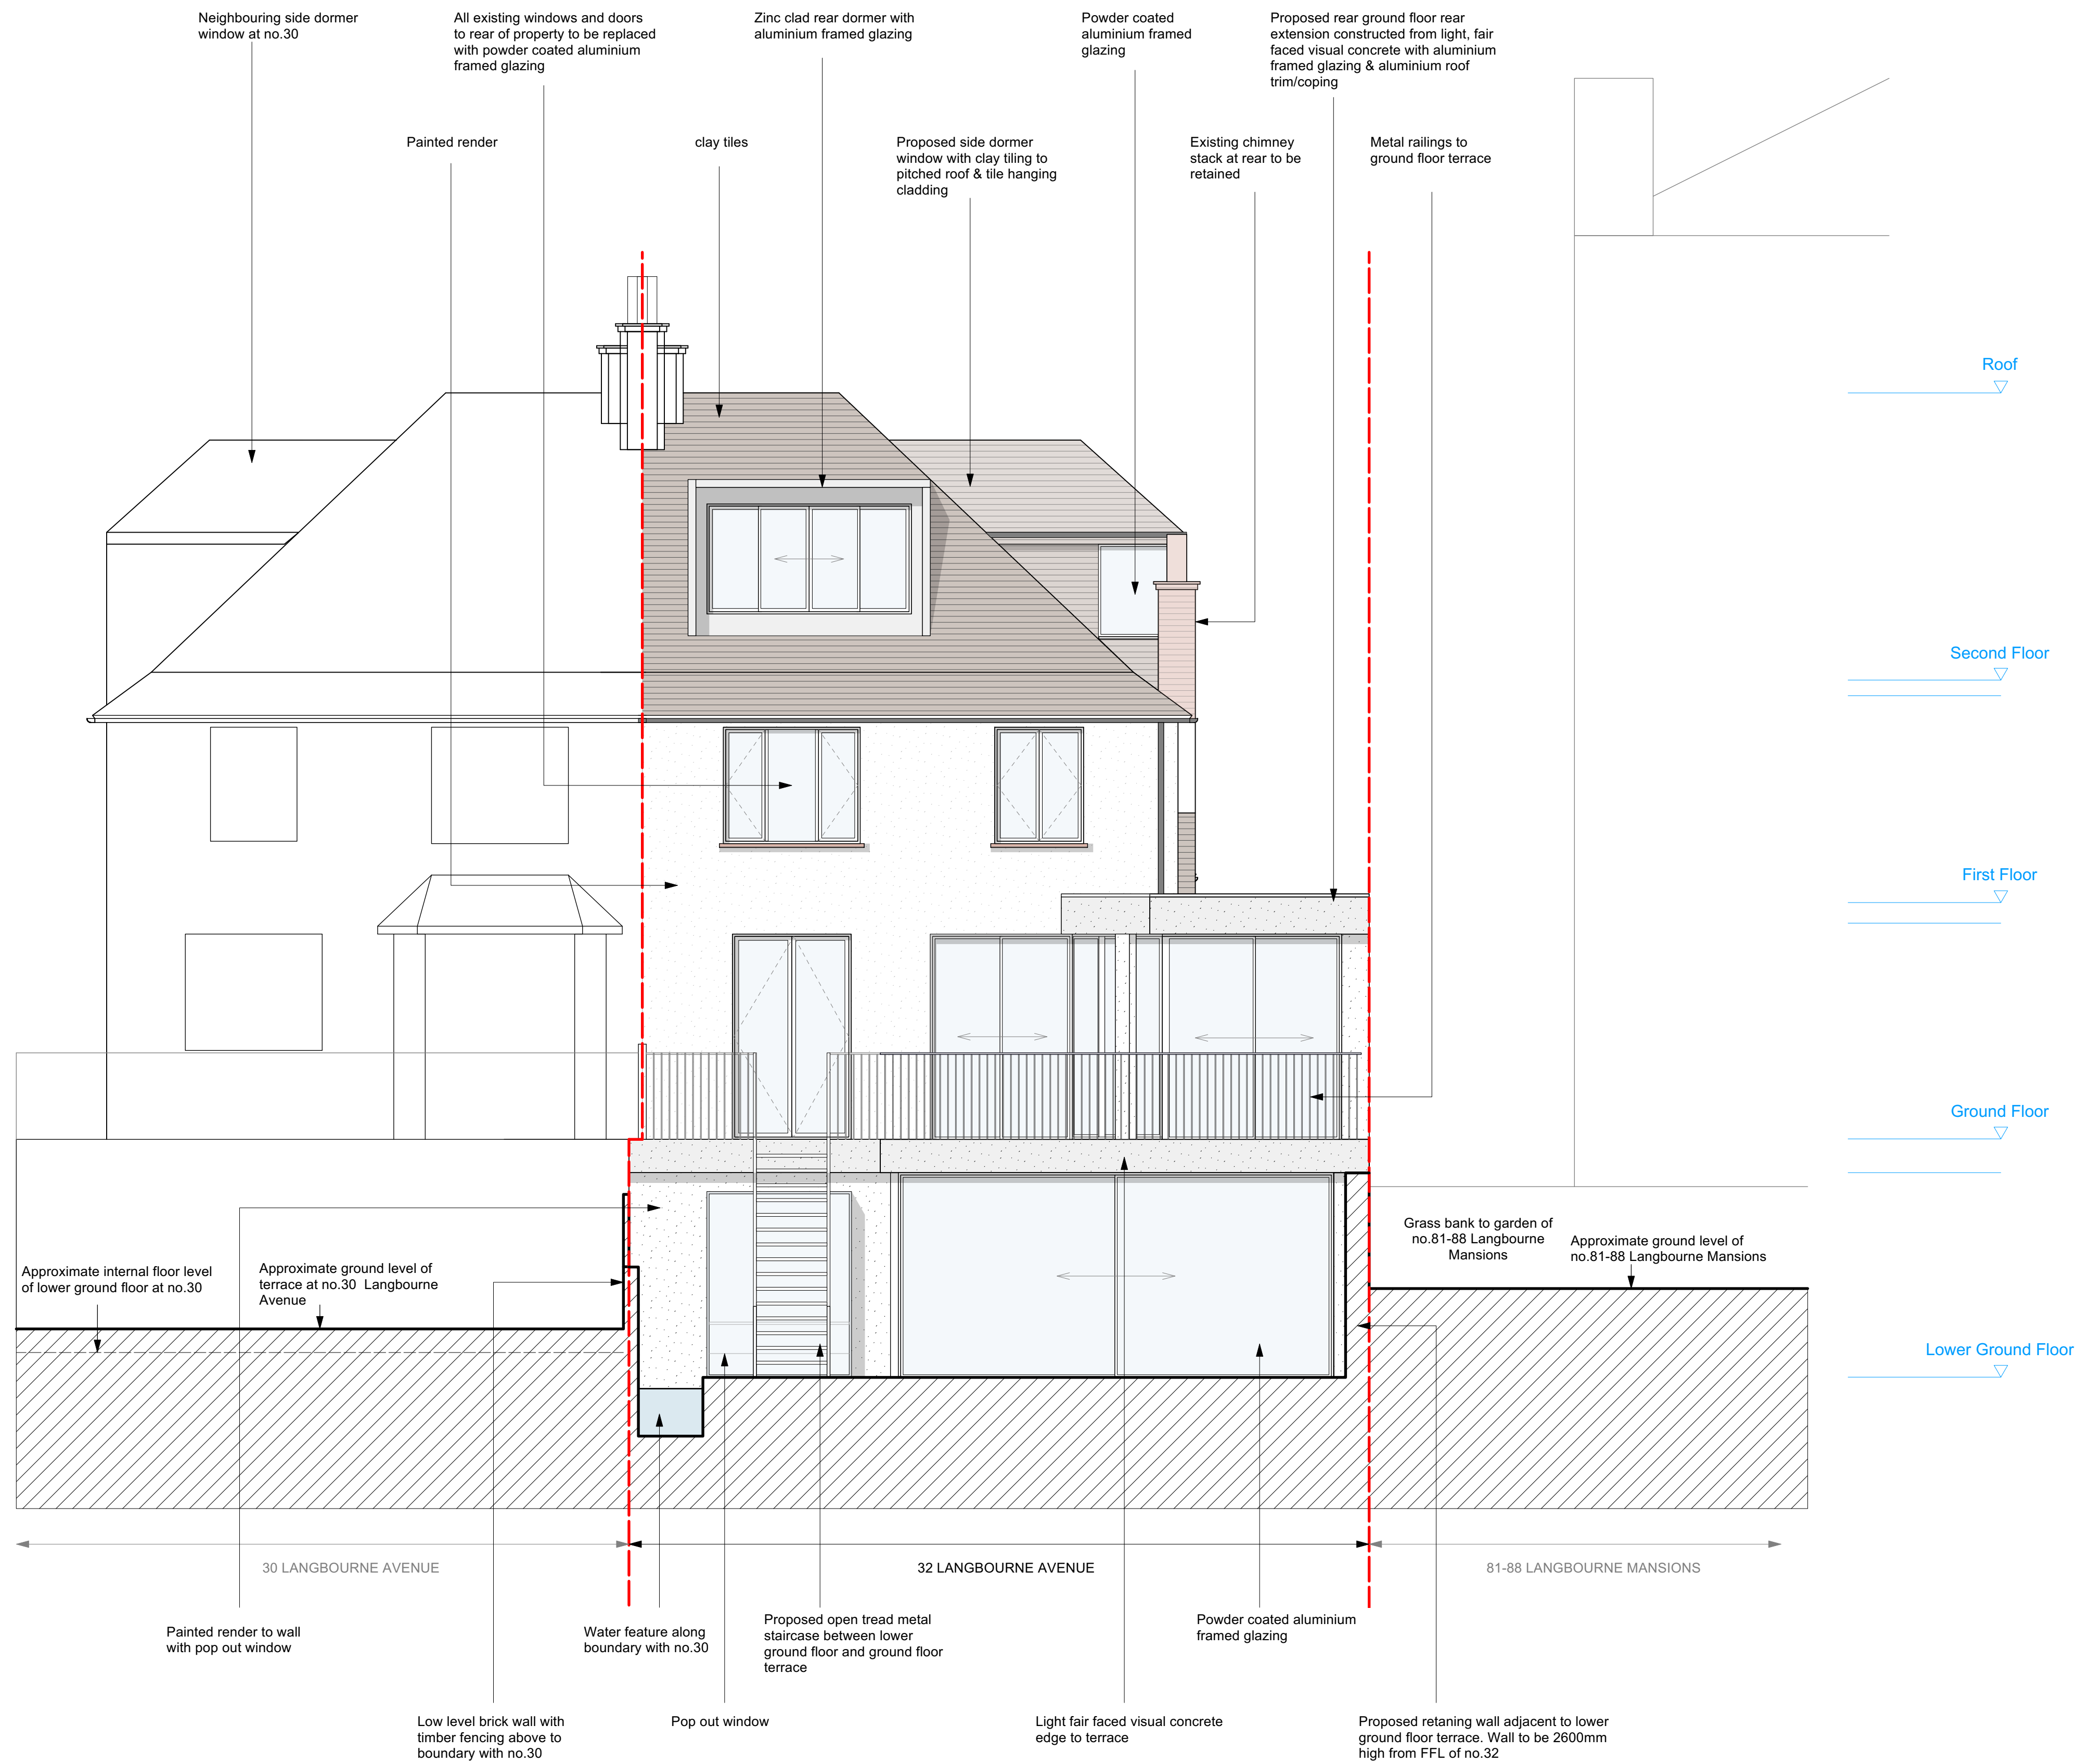 Neighbouring side dormer
window at no.30
All existing windows and doors
to rear of property to be replaced
with powder coated aluminium
framed glazing
Zinc clad rear dormer with
aluminium framed glazing
Powder coated
aluminium framed
glazing
Proposed rear ground floor rear
extension constructed from light, fair
faced visual concrete with aluminium
framed glazing & aluminium roof
trim/coping
Painted render
clay tiles
Proposed side dormer
window with clay tiling to
pitched roof & tile hanging
cladding
Existing chimney
stack at rear to be
retained
Metal railings to
ground floor terrace
Roof
Second Floor
First Floor
Ground Floor
Lower Ground Floor
Approximate internal floor level
of lower ground floor at no.30
Approximate ground level of
terrace at no.30 Langbourne
Avenue
Grass bank to garden of
no.81-88 Langbourne
Mansions
Approximate ground level of
no.81-88 Langbourne Mansions
30 LANGBOURNE AVENUE
32 LANGBOURNE AVENUE
81-88 LANGBOURNE MANSIONS
Painted render to wall
with pop out window
Water feature along
boundary with no.30
Proposed open tread metal
staircase between lower
ground floor and ground floor
terrace
Powder coated aluminium
framed glazing
Low level brick wall with
timber fencing above to
boundary with no.30
Pop out window
Light fair faced visual concrete
edge to terrace
Proposed retaning wall adjacent to lower
ground floor terrace. Wall to be 2600mm
high from FFL of no.32